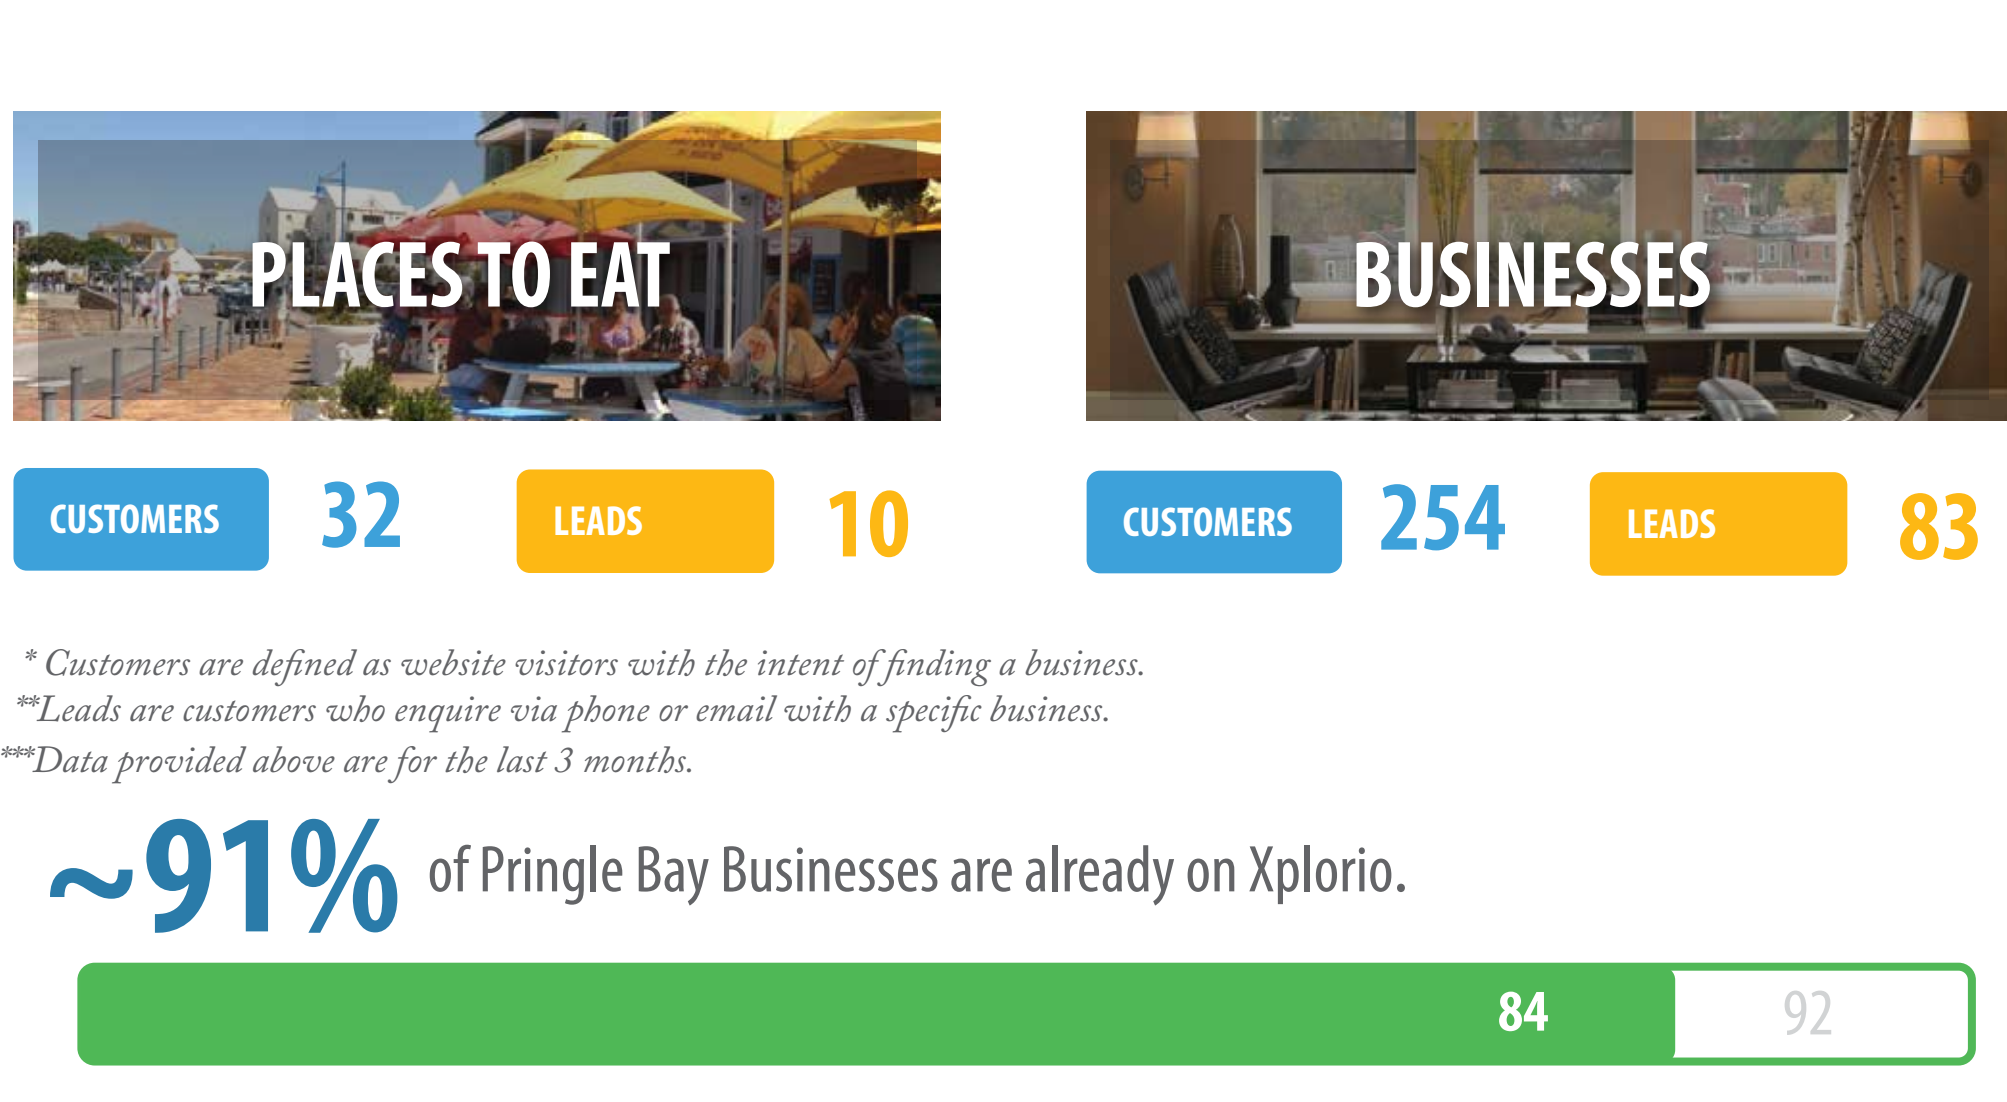 PLACES TO EAT
BUSINESSES
CUSTOMERS 32 LEADS 10
CUSTOMERS 254 LEADS 83
* Customers are defined as website visitors with the intent of finding a business.
**Leads are customers who enquire via phone or email with a specific business.
***Data provided above are for the last 3 months.
~91% of Pringle Bay Businesses are already on Xplorio.
84 92